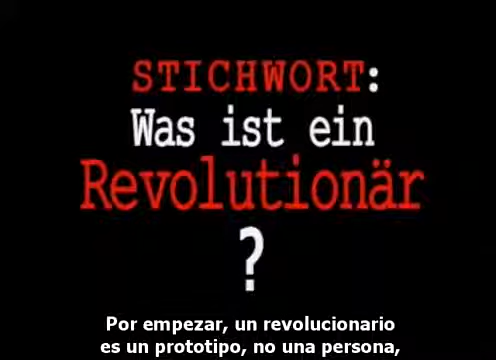 STICHWORT:
Was ist ein
Revolutionär
?
Por empezar, un revolucionario
es un prototipo, no una persona,